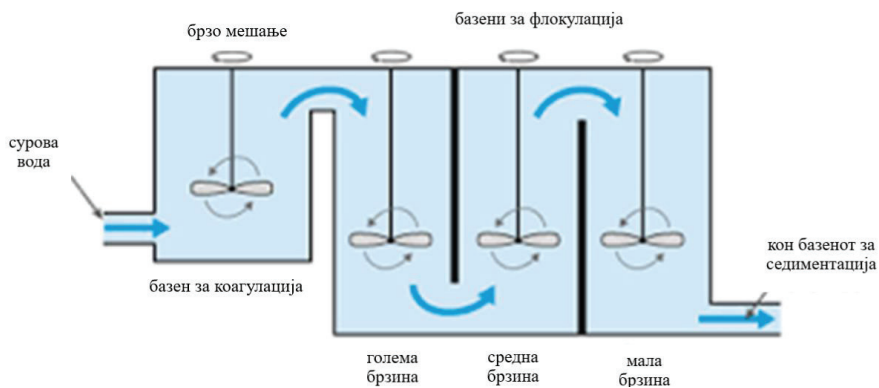 брзо мешање
базени за флокулација
сурова
вода
кон базенот за
седиментација
базен за коагулација
голема
брзина
средна
брзина
мала
брзина